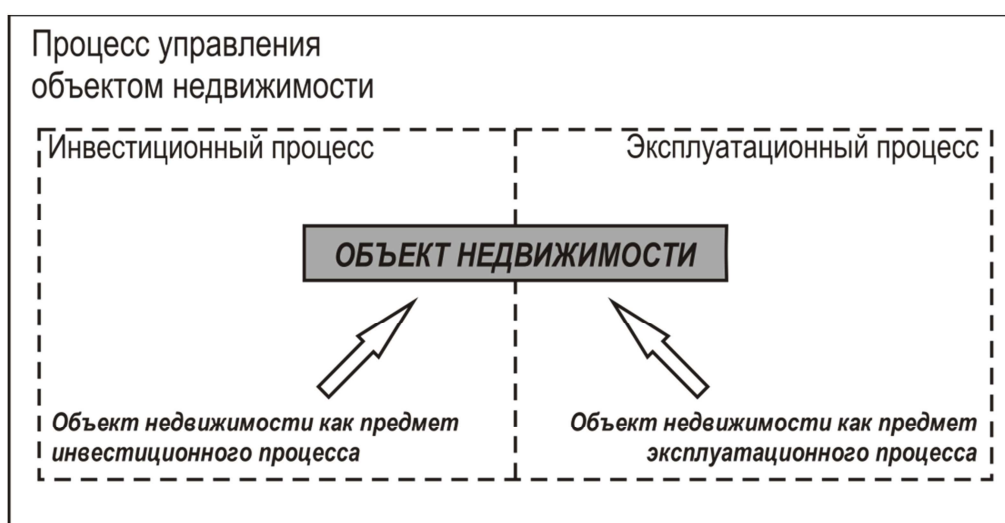 Процесс управления
объектом недвижимости
Инвестиционный процесс
Эксплуатационный процесс
ОБЪЕКТ НЕДВИЖИМОСТИ
Объект недвижимости как предмет
инвестиционного процесса
Объект недвижимости как предмет
эксплуатационного процесса